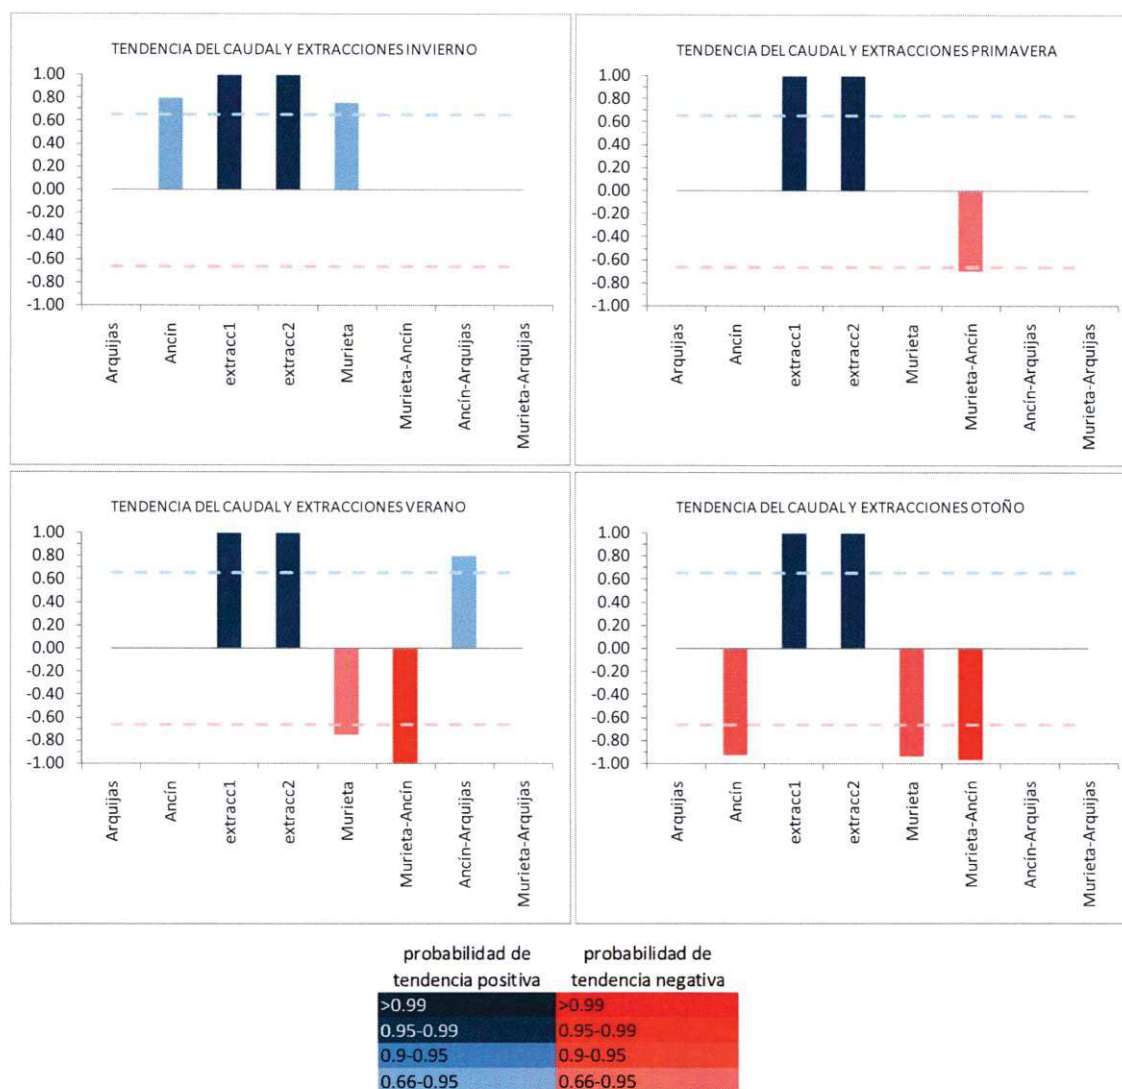 TENDENCIA DEL CAUDAL Y EXTRACCIONES INVIERNO
1.00
0.80
0.60
0.40
0.20
0.00
-0.20
-0.40
-0.60
-0.80
-1.00
Arquijas
Ancín
extracc1
extracc2
Murieta
Murieta-Ancín
Ancín-Arquijas
Murieta-Arquijas
TENDENCIA DEL CAUDAL Y EXTRACCIONES PRIMAVERA
1.00
0.80
0.60
0.40
0.20
0.00
-0.20
-0.40
-0.60
-0.80
-1.00
Arquijas
Ancín
extracc1
extracc2
Murieta
Murieta-Ancín
Ancín-Arquijas
Murieta-Arquijas
TENDENCIA DEL CAUDAL Y EXTRACCIONES VERANO
1.00
0.80
0.60
0.40
0.20
0.00
-0.20
-0.40
-0.60
-0.80
-1.00
Arquijas
Ancín
extracc1
extracc2
Murieta
Murieta-Ancín
Ancín-Arquijas
Murieta-Arquijas
TENDENCIA DEL CAUDAL Y EXTRACCIONES OTOÑO
1.00
0.80
0.60
0.40
0.20
0.00
-0.20
-0.40
-0.60
-0.80
-1.00
Arquijas
Ancín
extracc1
extracc2
Murieta
Murieta-Ancín
Ancín-Arquijas
Murieta-Arquijas
probabilidad de probabilidad de
tendencia positiva tendencia negativa
>0.99 >0.99
0.95-0.99 0.95-0.99
0.9-0.95 0.9-0.95
0.66-0.95 0.66-0.95